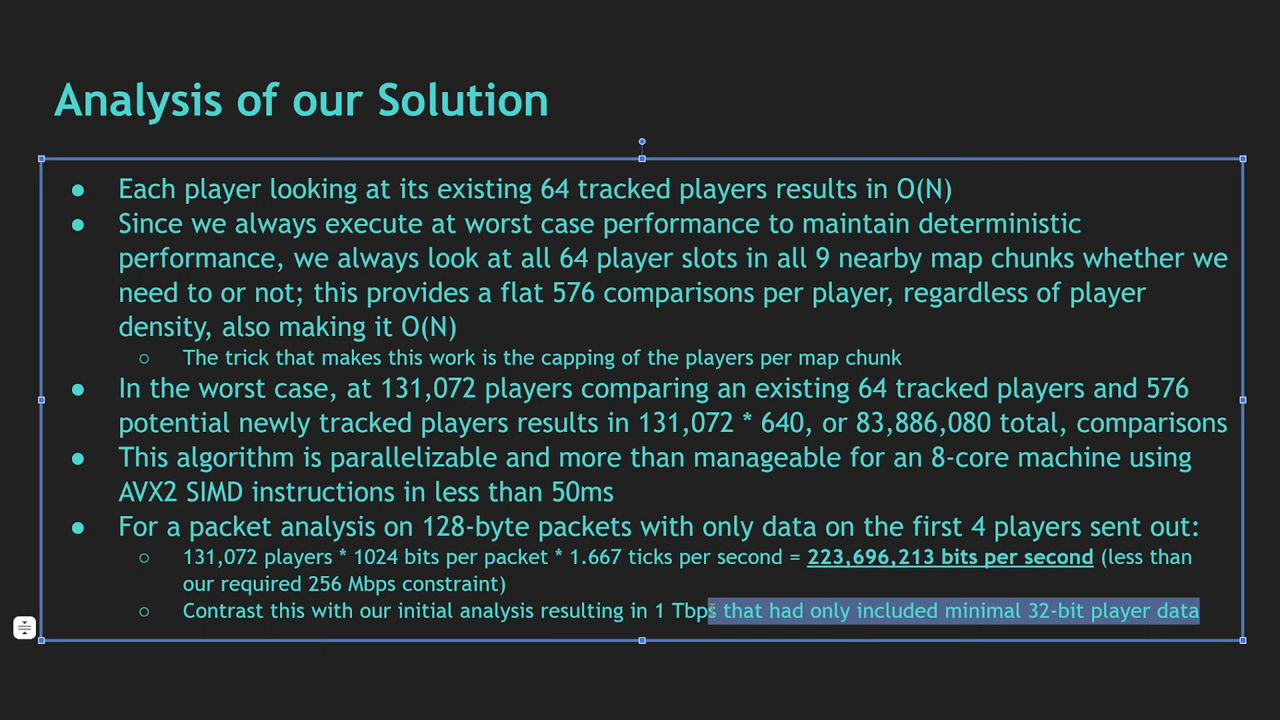 Analysis of our Solution
● Each player looking at its existing 64 tracked players results in O(N)
● Since we always execute at worst case performance to maintain deterministic
performance, we always look at all 64 player slots in all 9 nearby map chunks whether we
need to or not; this provides a flat 576 comparisons per player, regardless of player
density, also making it O(N)
○ The trick that makes this work is the capping of the players per map chunk
● In the worst case, at 131,072 players comparing an existing 64 tracked players and 576
potential newly tracked players results in 131,072 * 640, or 83,886,080 total, comparisons
● This algorithm is parallelizable and more than manageable for an 8-core machine using
AVX2 SIMD instructions in less than 50ms
● For a packet analysis on 128-byte packets with only data on the first 4 players sent out:
○ 131,072 players * 1024 bits per packet * 1.667 ticks per second = 223,696,213 bits per second (less than
our required 256 Mbps constraint)
○ Contrast this with our initial analysis resulting in 1 Tbps that had only included minimal 32-bit player data